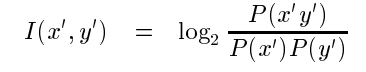 I(x′, y′) = log₂ P(x′y′) / P(x′)P(y′)